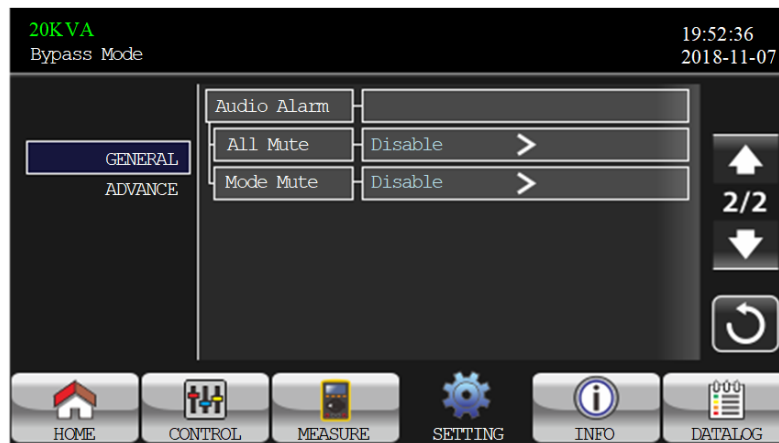 20KVA
Bypass Mode
19:52:36
2018-11-07
GENERAL
ADVANCE
Audio Alarm
All Mute Disable >
Mode Mute Disable >
2/2
HOME CONTROL MEASURE SETTING INFO DATALOG